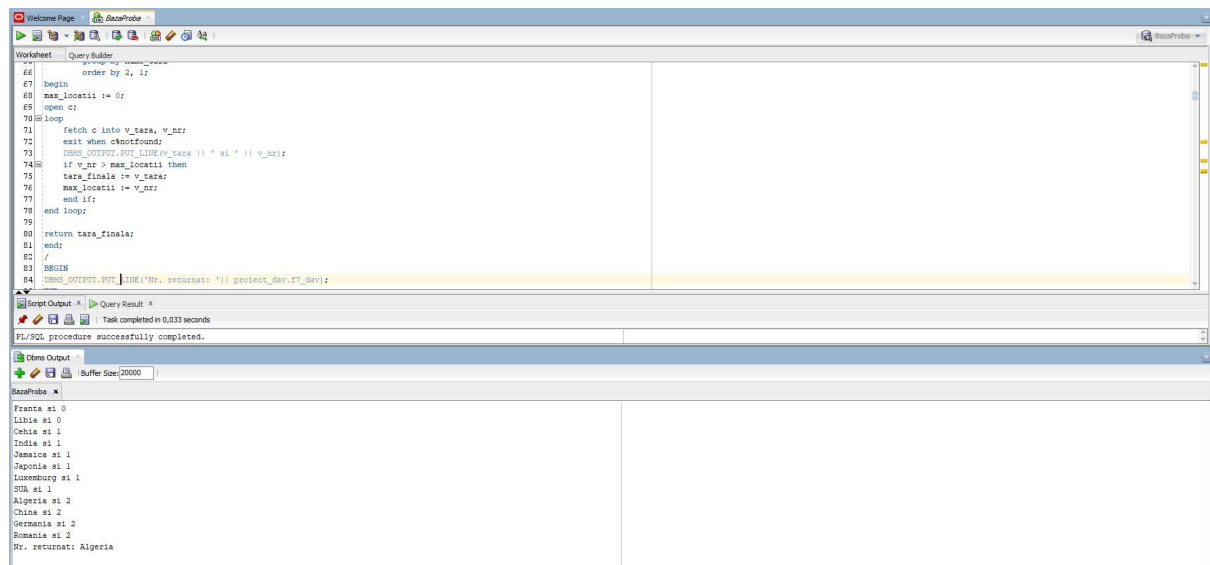 Welcome Page BazaProba
BazaProba
Worksheet Query Builder
66 order by 2, 1;
67 begin
68 max_locatii := 0;
69 open c;
70 loop
71 fetch c into v_tara, v_nr;
72 exit when c%notfound;
73 DBMS_OUTPUT.PUT_LINE(v_tara || ' si ' || v_nr);
74 if v_nr > max_locatii then
75 tara_finala := v_tara;
76 max_locatii := v_nr;
77 end if;
78 end loop;
79
80 return tara_finala;
81 end;
82 /
83 BEGIN
84 DBMS_OUTPUT.PUT_LINE('Nr. returnat: '|| proiect_dav.f7_dav);
Script Output x Query Result x
Task completed in 0,033 seconds
PL/SQL procedure successfully completed.
Dbms Output
Buffer Size: 20000
BazaProba x
Franta si 0
Libia si 0
Cehia si 1
India si 1
Jamaica si 1
Japonia si 1
Luxemburg si 1
SUA si 1
Algeria si 2
China si 2
Germania si 2
Romania si 2
Nr. returnat: Algeria